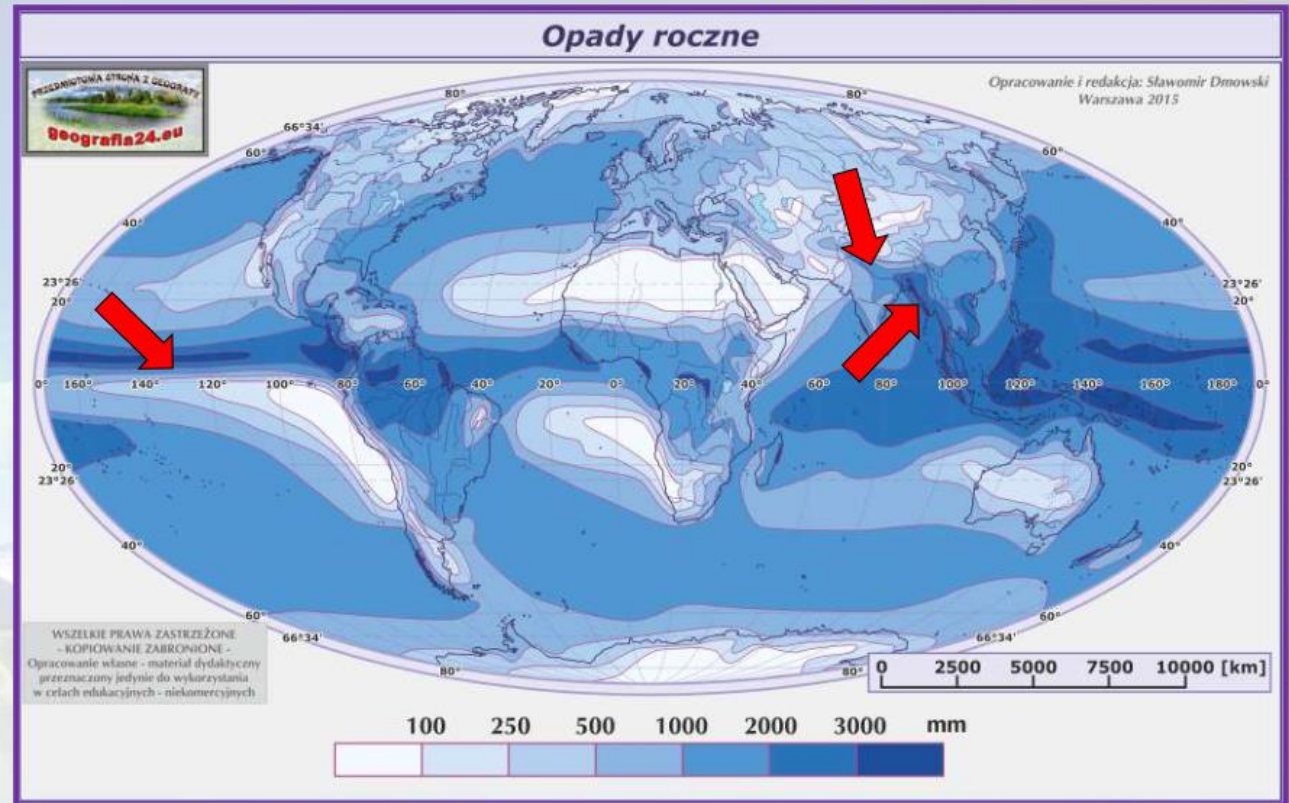 Opady roczne
PRZEDMIOTOWA STRONA Z GEOGRAFII
geografia24.eu
Opracowanie i redakcja: Sławomir Dmowski
Warszawa 2015
80° 80°
66°34'
60° 60°
40° 40°
23°26' 23°26'
20° 20°
0° 160° 140° 120° 100° 80° 60° 40° 20° 0° 20° 40° 60° 80° 100° 120° 140° 160° 180° 0°
20° 20°
23°26' 23°26'
40° 40°
60° 60°
66°34' 66°34'
80° 80°
WSZELKIE PRAWA ZASTRZEŻONE
- KOPIOWANIE ZABRONIONE -
Opracowanie własne - materiał dydaktyczny
przeznaczony jedynie do wykorzystania
w celach edukacyjnych - niekomercyjnych
0 2500 5000 7500 10000 [km]
100 250 500 1000 2000 3000 mm